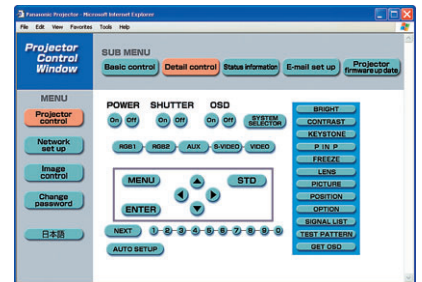 Panasonic Projector - Microsoft Internet Explorer
File Edit View Favorites Tools Help
Projector
Control
Window
SUB MENU
Basic control Detail control Status information E-mail set up Projector
firmware update
MENU
Projector
control
Network
set up
Image
control
Change
password
日本語
POWER SHUTTER OSD
On Off On Off On Off SYSTEM
SELECTOR
RGB1 RGB2 AUX S-VIDEO VIDEO
MENU STD
ENTER
NEXT 1 2 3 4 5 6 7 8 9 0
AUTO SETUP
BRIGHT
CONTRAST
KEYSTONE
P IN P
FREEZE
LENS
PICTURE
POSITION
OPTION
SIGNAL LIST
TEST PATTERN
GET OSD